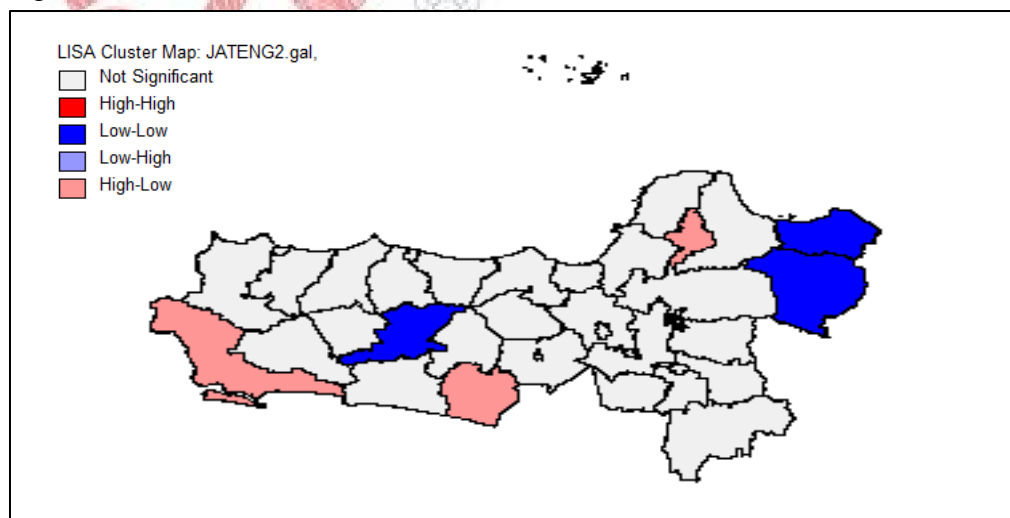 LISA Cluster Map: JATENG2.gal,
Not Significant
High-High
Low-Low
Low-High
High-Low